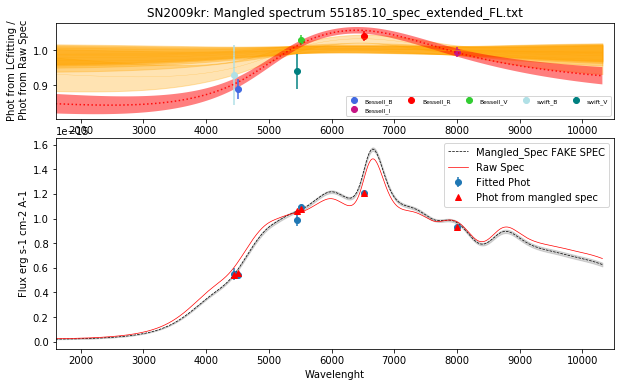 SN2009kr: Mangled spectrum 55185.10_spec_extended_FL.txt
Phot from LCfitting /
Phot from Raw Spec
1.0
0.9
Bessell_B
Bessell_R
Bessell_V
swift_B
swift_V
Bessell_I
2000 3000 4000 5000 6000 7000 8000 9000 10000
Flux erg s-1 cm-2 A-1
1.6
1.4
1.2
1.0
0.8
0.6
0.4
0.2
0.0
Mangled_Spec FAKE SPEC
Raw Spec
Fitted Phot
Phot from mangled spec
2000 3000 4000 5000 6000 7000 8000 9000 10000
Wavelenght